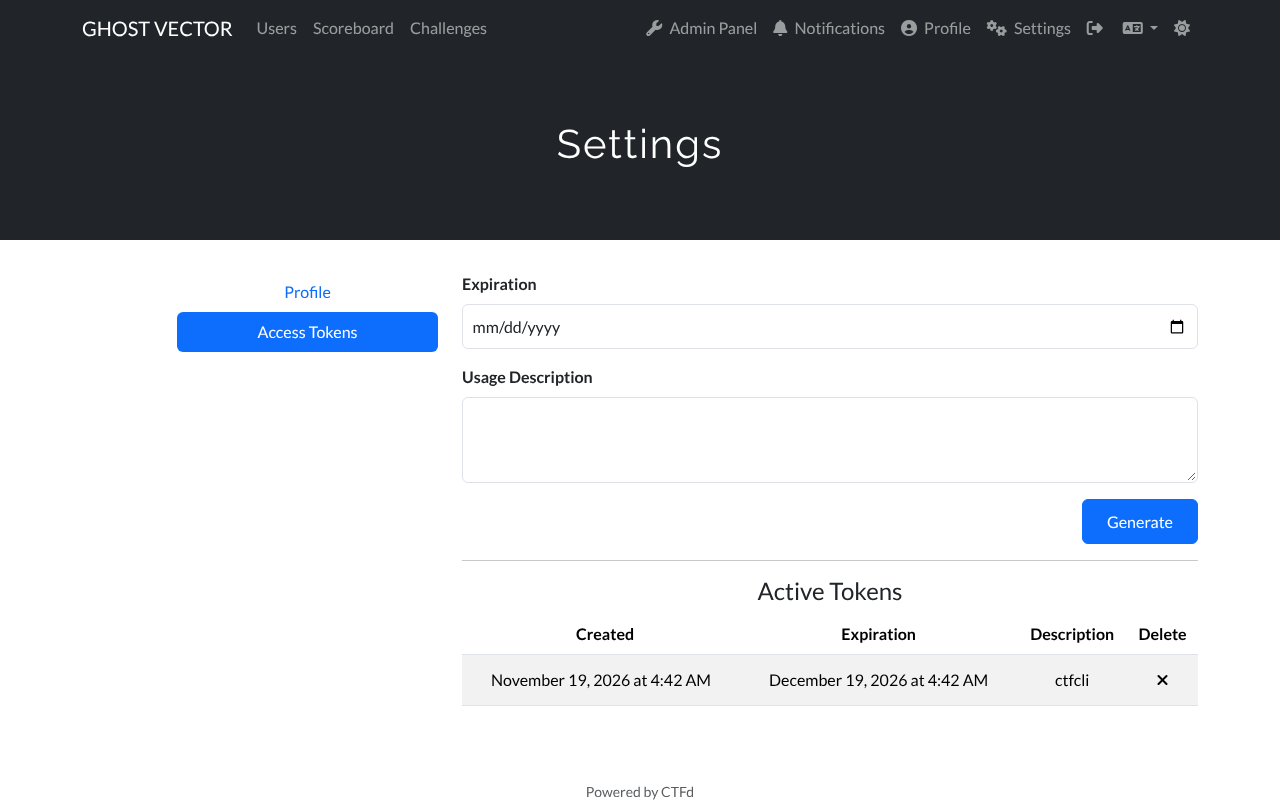 GHOST VECTOR Users Scoreboard Challenges Admin Panel Notifications Profile Settings
Settings
Profile
Access Tokens
Expiration
mm/dd/yyyy
Usage Description
Generate
Active Tokens
Created Expiration Description Delete
November 19, 2026 at 4:42 AM December 19, 2026 at 4:42 AM ctfcli
Powered by CTFd